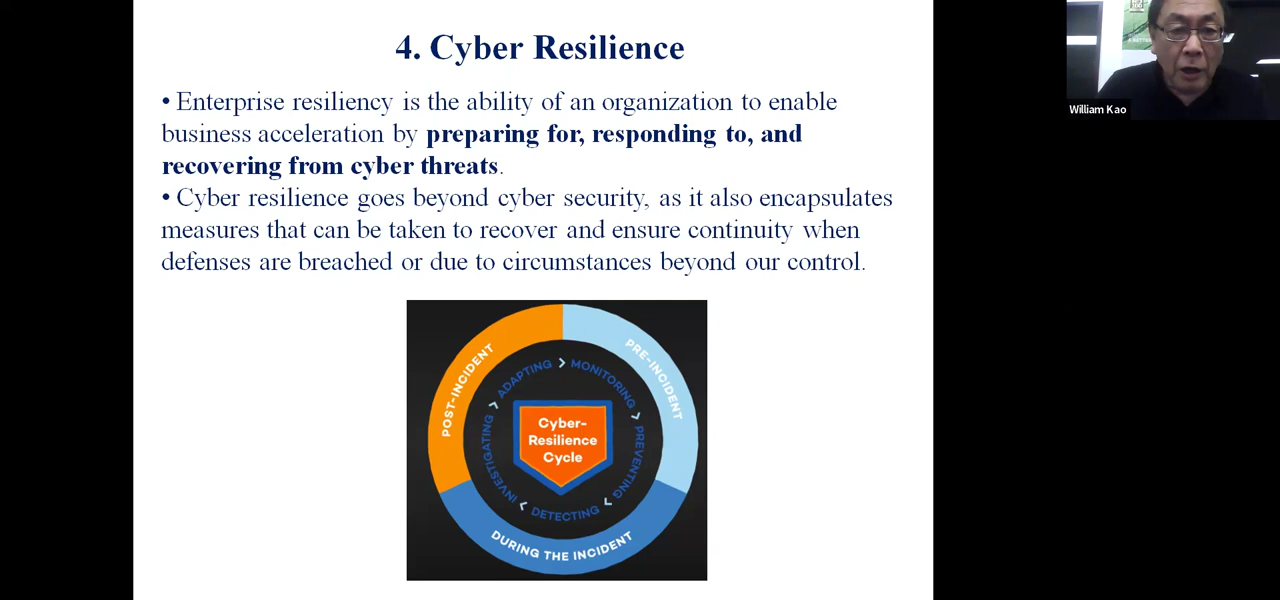 4. Cyber Resilience
• Enterprise resiliency is the ability of an organization to enable
business acceleration by preparing for, responding to, and
recovering from cyber threats.
• Cyber resilience goes beyond cyber security, as it also encapsulates
measures that can be taken to recover and ensure continuity when
defenses are breached or due to circumstances beyond our control.
POST-INCIDENT
PRE-INCIDENT
DURING THE INCIDENT
ADAPTING
MONITORING
PREVENTING
DETECTING
INVESTIGATING
Cyber-
Resilience
Cycle
William Kao